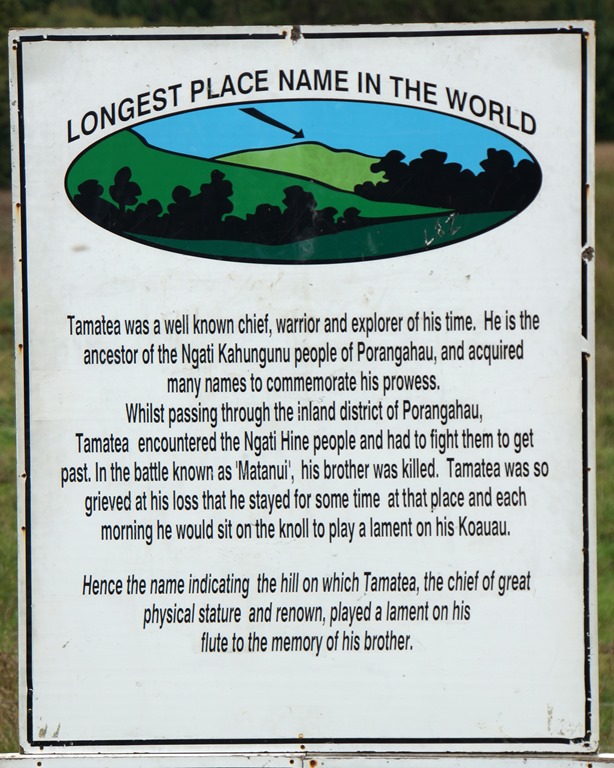 LONGEST PLACE NAME IN THE WORLD
Tamatea was a well known chief, warrior and explorer of his time. He is the
ancestor of the Ngati Kahungunu people of Porangahau, and acquired
many names to commemorate his prowess.
Whilst passing through the inland district of Porangahau,
Tamatea encountered the Ngati Hine people and had to fight them to get
past. In the battle known as 'Matanui', his brother was killed. Tamatea was so
grieved at his loss that he stayed for some time at that place and each
morning he would sit on the knoll to play a lament on his Koauau.
Hence the name indicating the hill on which Tamatea, the chief of great
physical stature and renown, played a lament on his
flute to the memory of his brother.